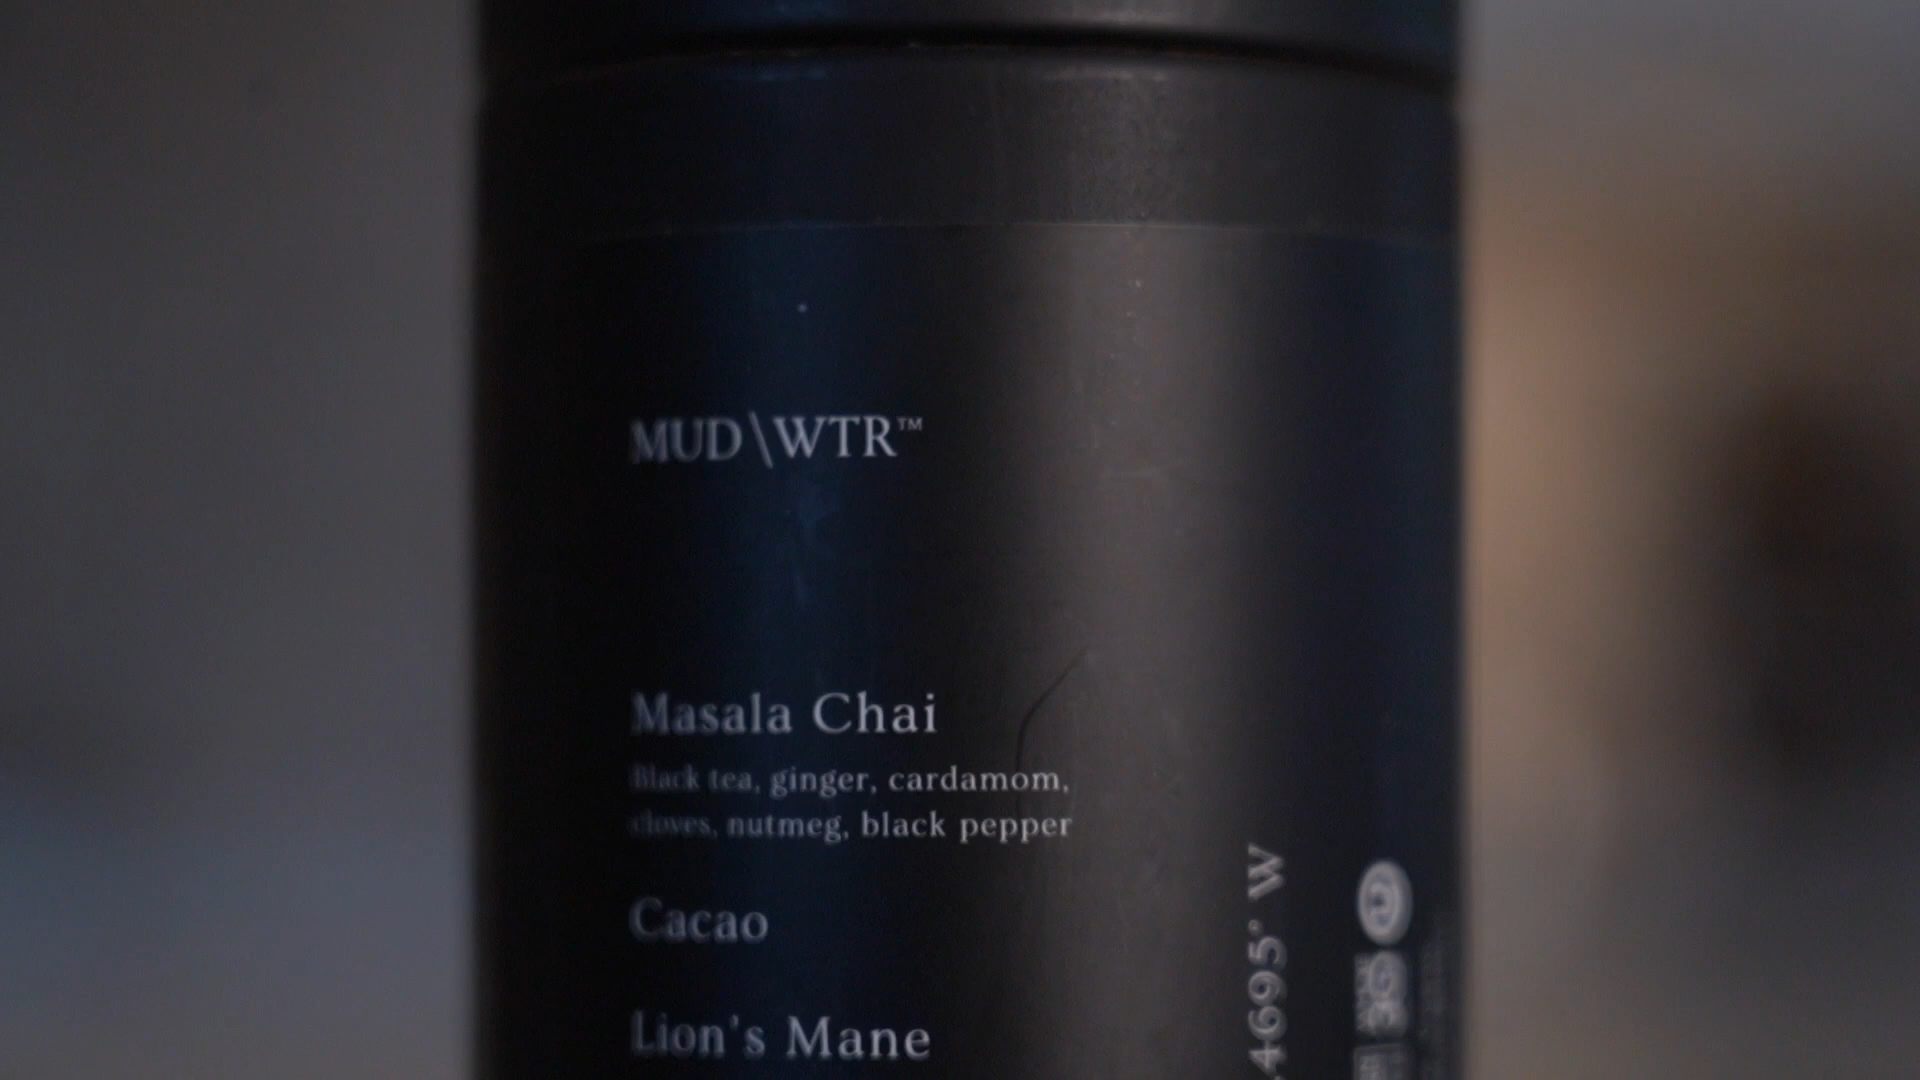 MUD\WTR™
Masala Chai
Black tea, ginger, cardamom,
cloves, nutmeg, black pepper
Cacao
Lion's Mane
.4695° W